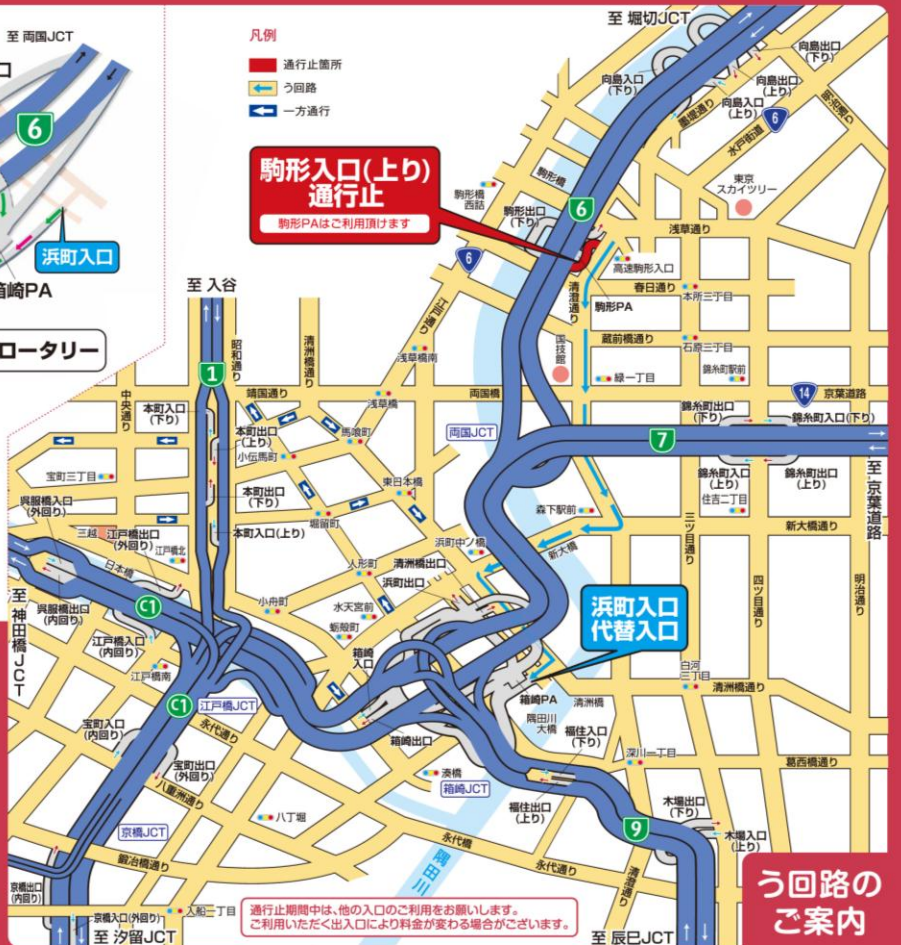 至 両国JCT
口
6
浜町入口
箱崎PA
ロータリー
凡例
通行止箇所
う回路
一方通行
駒形入口(上り)
通行止
駒形PAはご利用頂けます
至 堀切JCT
向島出口
(下り)
向島入口
(下り)
向島出口
(上り)
向島入口
(上り)
墨堤通り
明治通り
6
水戸街道
東京
スカイツリー
駒形橋
駒形橋
西詰
駒形出口
(下り)
6
浅草通り
6
高速駒形入口
春日通り
本所三丁目
駒形PA
清澄通り
江戸通り
至 入谷
1
昭和通り
清洲橋通り
浅草橋南
国技館
蔵前橋通り
石原三丁目
緑一丁目
錦糸町駅前
中央通り
靖国通り
浅草橋
両国橋
14
京葉道路
本町入口
(下り)
本町出口
(上り)
馬喰町
両国JCT
錦糸町出口
(下り)
錦糸町入口(下り)
7
小伝馬町
宝町三丁目
東日本橋
錦糸町入口
(上り)
錦糸町出口
(上り)
住吉二丁目
至 京葉道路
呉服橋入口
(外回り)
本町出口
(下り)
堀留町
森下駅前
新大橋通り
三越
江戸橋出口
(外回り)
江戸橋北
本町入口(上り)
浜町中ノ橋
新大橋
三ツ目通り
日本橋
人形町
清洲橋出口
浜町出口
四ツ目通り
明治通り
至 神田橋JCT
呉服橋出口
(内回り)
C1
小舟町
水天宮前
蛎殻町
浜町入口
代替入口
江戸橋入口
(内回り)
江戸橋南
箱崎
入口
白河
三丁目
清洲橋通り
C1
江戸橋JCT
箱崎PA
清洲橋
隅田川
大橋
宝町入口
(内回り)
永代通り
箱崎出口
福住入口
(下り)
深川一丁目
葛西橋通り
宝町出口
(外回り)
八重洲通り
湊橋
箱崎JCT
福住出口
(上り)
木場出口
(下り)
八丁堀
京橋JCT
9
木場入口
(上り)
鍛冶橋通り
永代橋
永代通り
隅田川
清澄通り
京橋出口
(内回り)
京橋入口(外回り)
入船一丁目
至 汐留JCT
通行止期間中は、他の入口のご利用をお願いします。
ご利用いただく出入口により料金が変わる場合がございます。
至 辰巳JCT
う回路の
ご案内